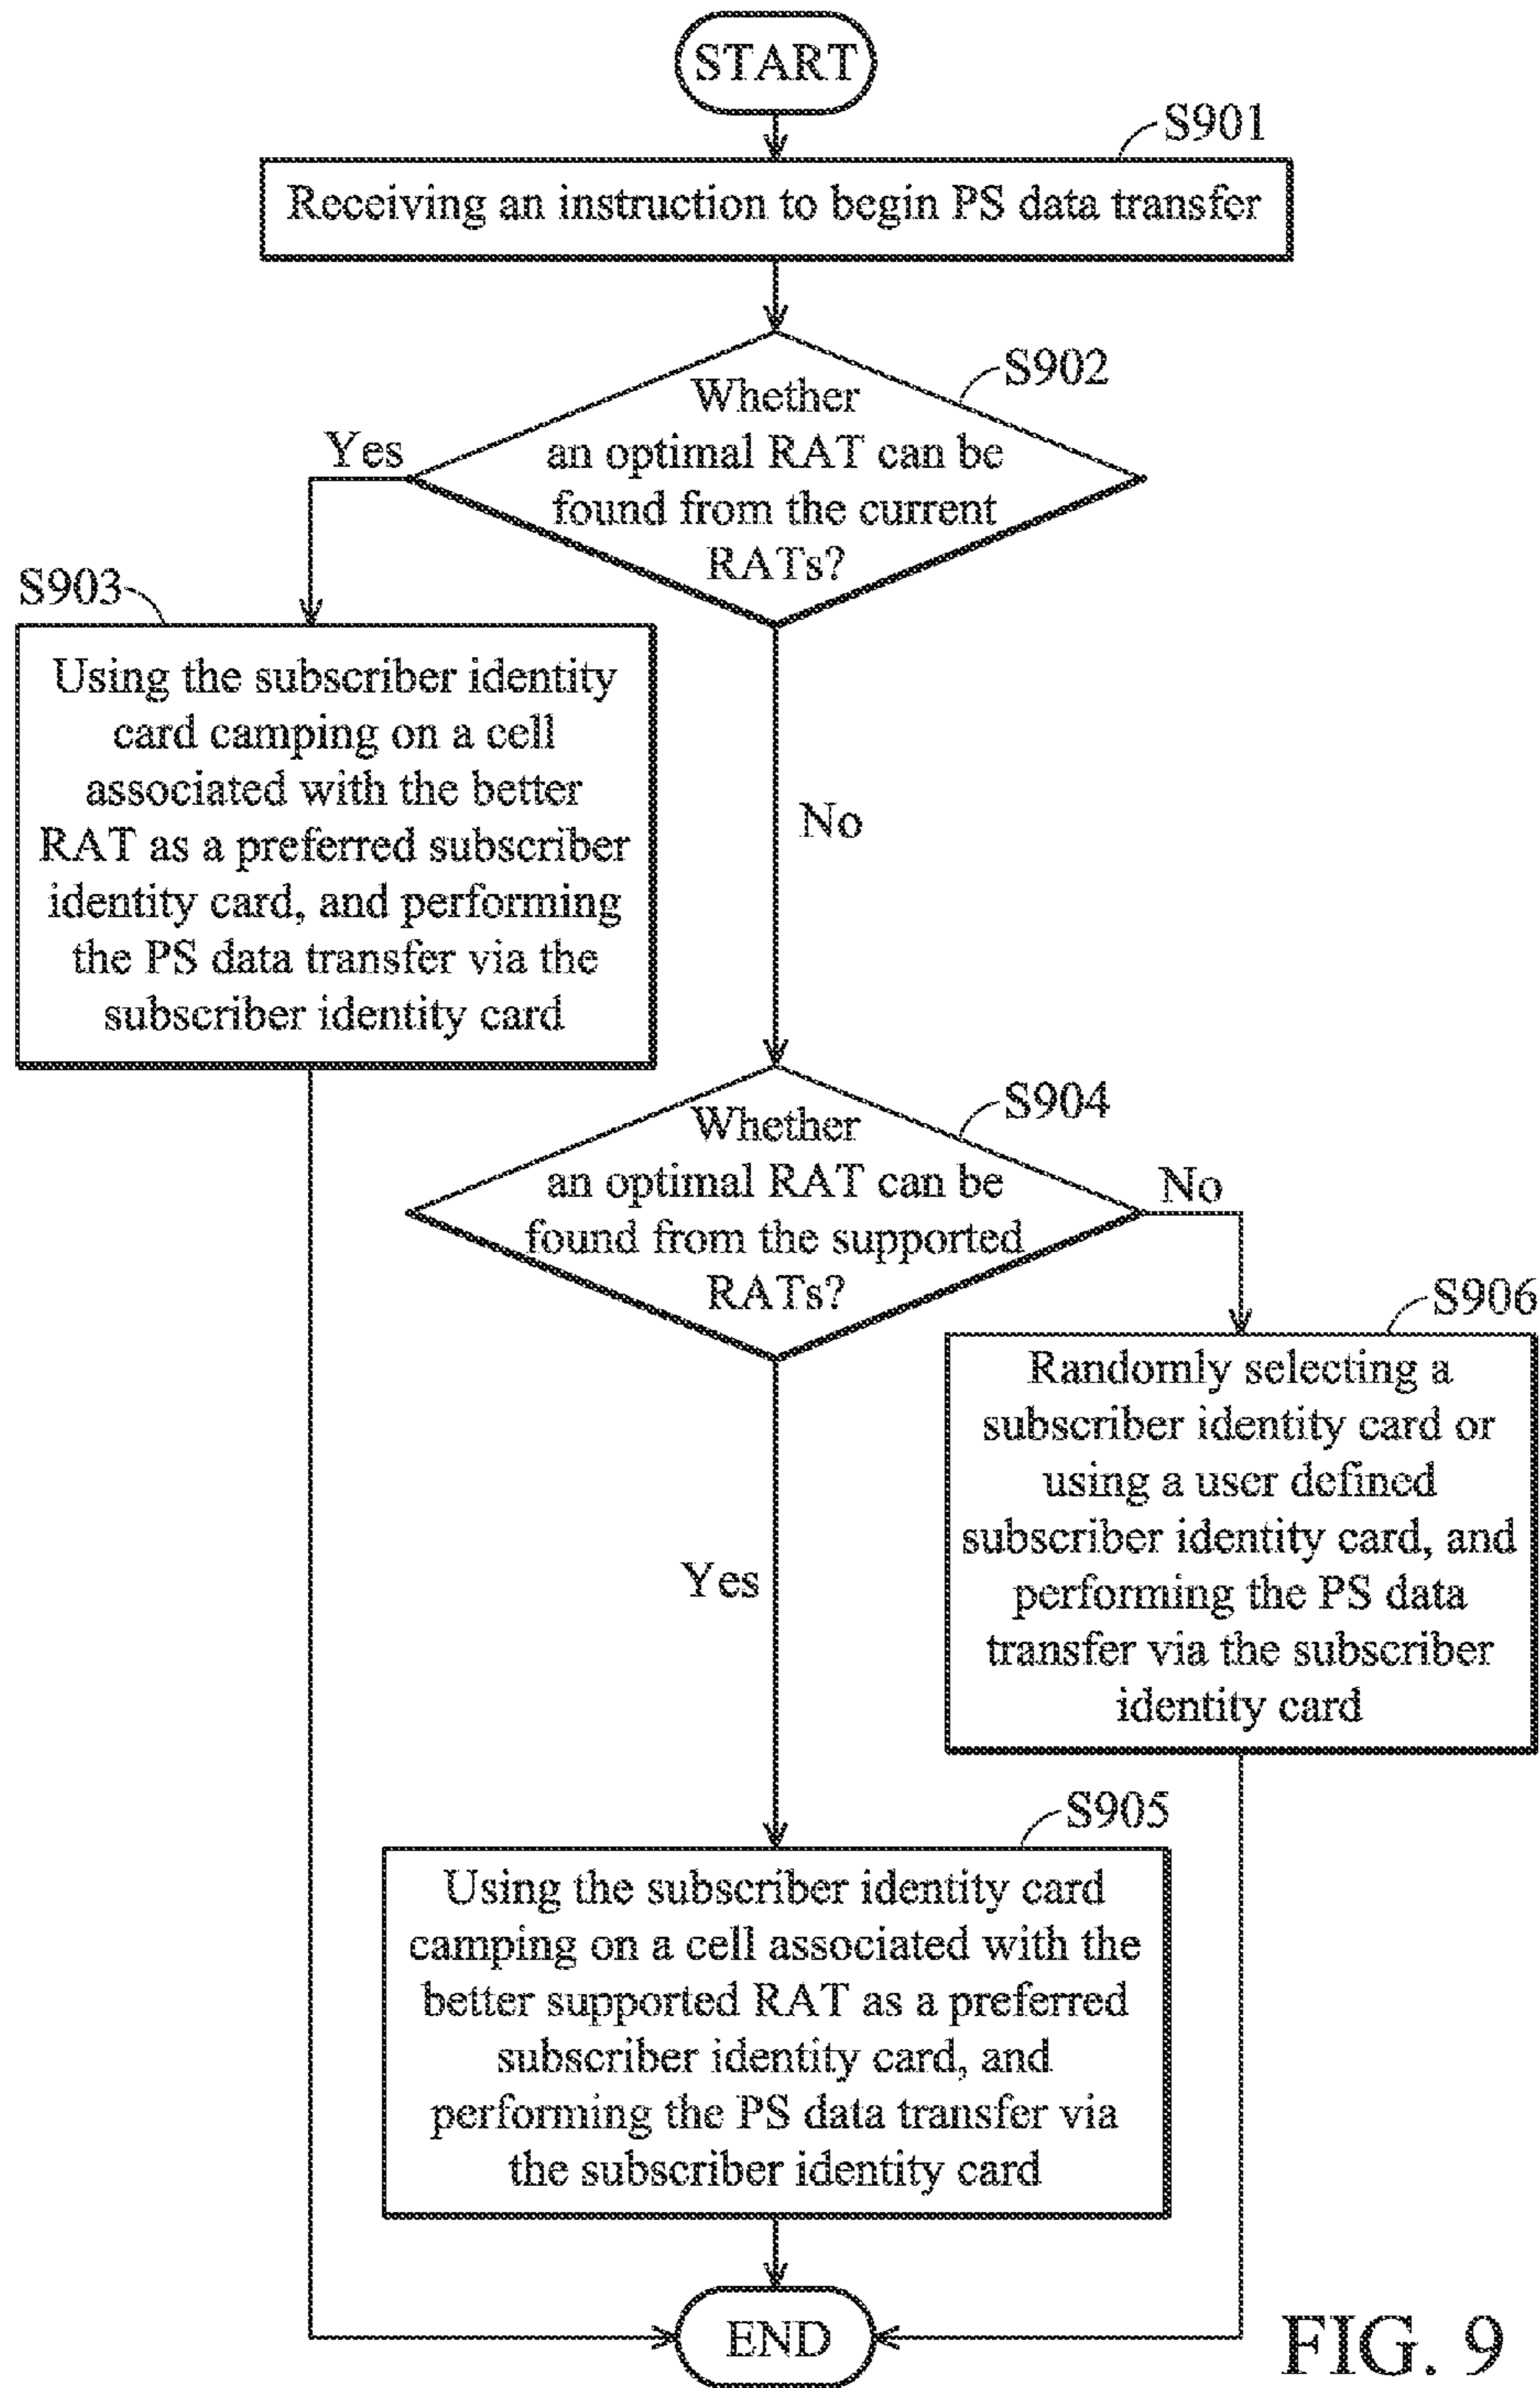 START
S901
Receiving an instruction to begin PS data transfer
S902
Whether
an optimal RAT can be
found from the current
RATs?
Yes
No
S903
Using the subscriber identity
card camping on a cell
associated with the better
RAT as a preferred subscriber
identity card, and performing
the PS data transfer via the
subscriber identity card
S904
Whether
an optimal RAT can be
found from the supported
RATs?
No
Yes
S906
Randomly selecting a
subscriber identity card or
using a user defined
subscriber identity card, and
performing the PS data
transfer via the subscriber
identity card
S905
Using the subscriber identity card
camping on a cell associated with the
better supported RAT as a preferred
subscriber identity card, and
performing the PS data transfer via
the subscriber identity card
END
FIG. 9